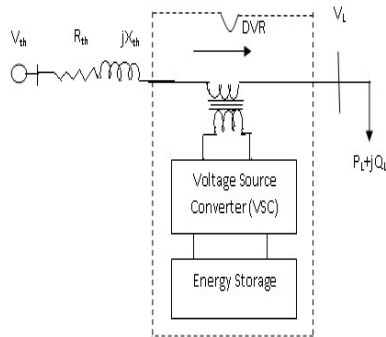 V_th
R_th
jX_th
DVR
V_L
P_L+jQ_L
Voltage Source
Converter (VSC)
Energy Storage